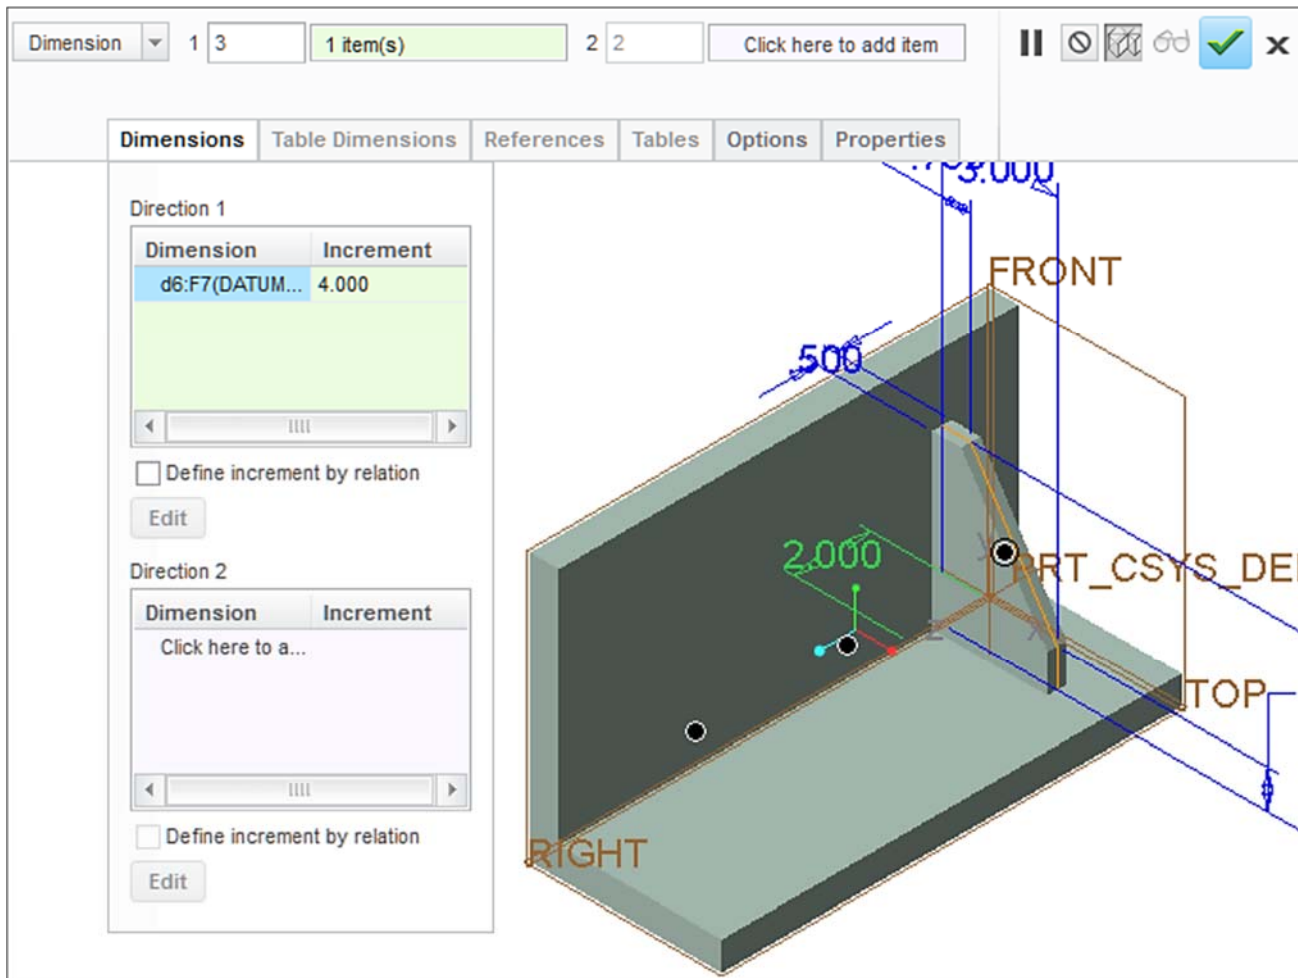 Dimension 1 3 1 item(s) 2 2 Click here to add item
Dimensions Table Dimensions References Tables Options Properties
Direction 1
Dimension Increment
d6:F7(DATUM... 4.000
Define increment by relation
Edit
Direction 2
Dimension Increment
Click here to a...
Define increment by relation
Edit
3.000
FRONT
.500
2.000
Y
PRT_CSYS_DE
Z
X
TOP
RIGHT